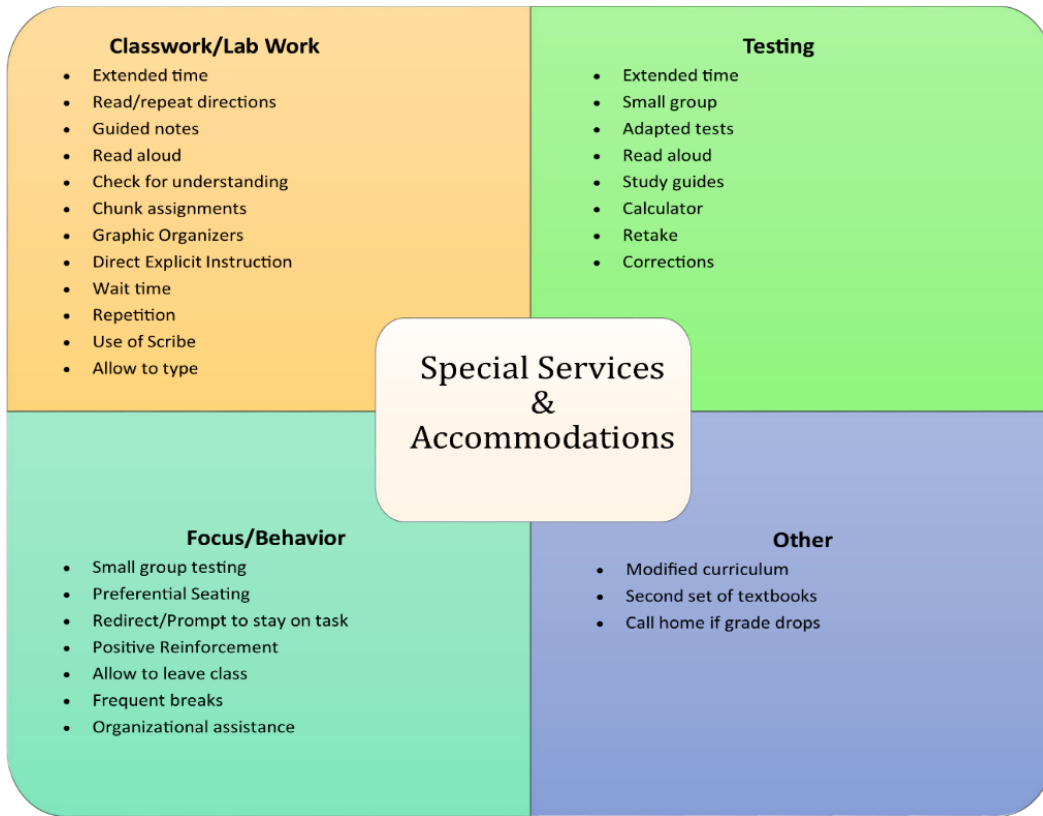 Classwork/Lab Work
• Extended time
• Read/repeat directions
• Guided notes
• Read aloud
• Check for understanding
• Chunk assignments
• Graphic Organizers
• Direct Explicit Instruction
• Wait time
• Repetition
• Use of Scribe
• Allow to type
Testing
• Extended time
• Small group
• Adapted tests
• Read aloud
• Study guides
• Calculator
• Retake
• Corrections
Special Services
&
Accommodations
Focus/Behavior
• Small group testing
• Preferential Seating
• Redirect/Prompt to stay on task
• Positive Reinforcement
• Allow to leave class
• Frequent breaks
• Organizational assistance
Other
• Modified curriculum
• Second set of textbooks
• Call home if grade drops